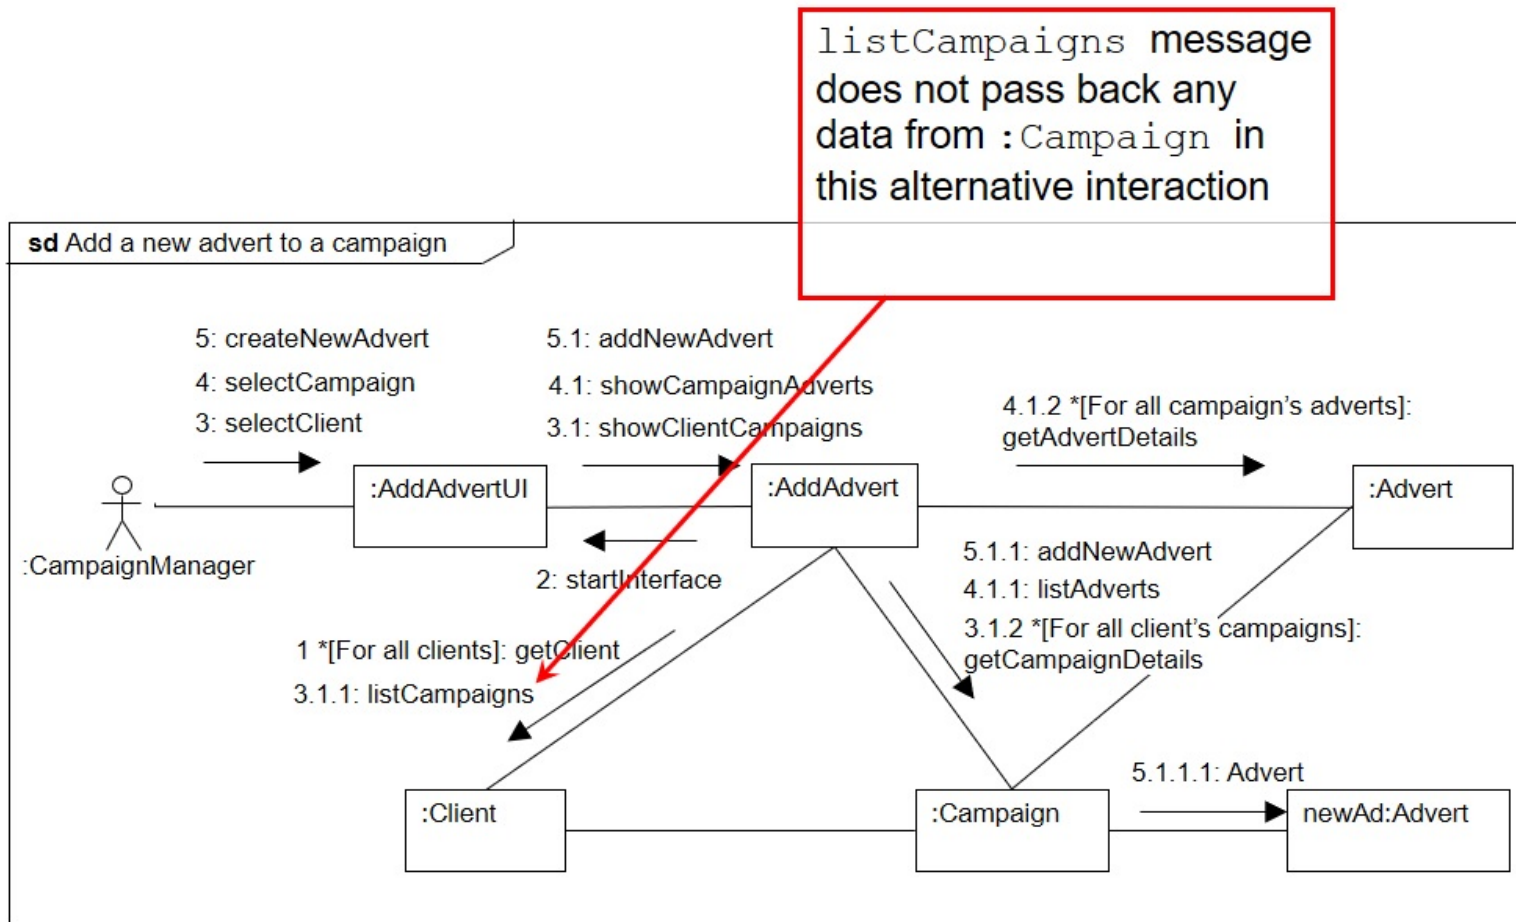 listCampaigns message
does not pass back any
data from :Campaign in
this alternative interaction
sd Add a new advert to a campaign
5: createNewAdvert
4: selectCampaign
3: selectClient
5.1: addNewAdvert
4.1: showCampaignAdverts
3.1: showClientCampaigns
4.1.2 *[For all campaign's adverts]:
getAdvertDetails
:CampaignManager
:AddAdvertUI
:AddAdvert
:Advert
2: startInterface
5.1.1: addNewAdvert
4.1.1: listAdverts
3.1.2 *[For all client's campaigns]:
getCampaignDetails
1 *[For all clients]: getClient
3.1.1: listCampaigns
5.1.1.1: Advert
:Client
:Campaign
newAd:Advert